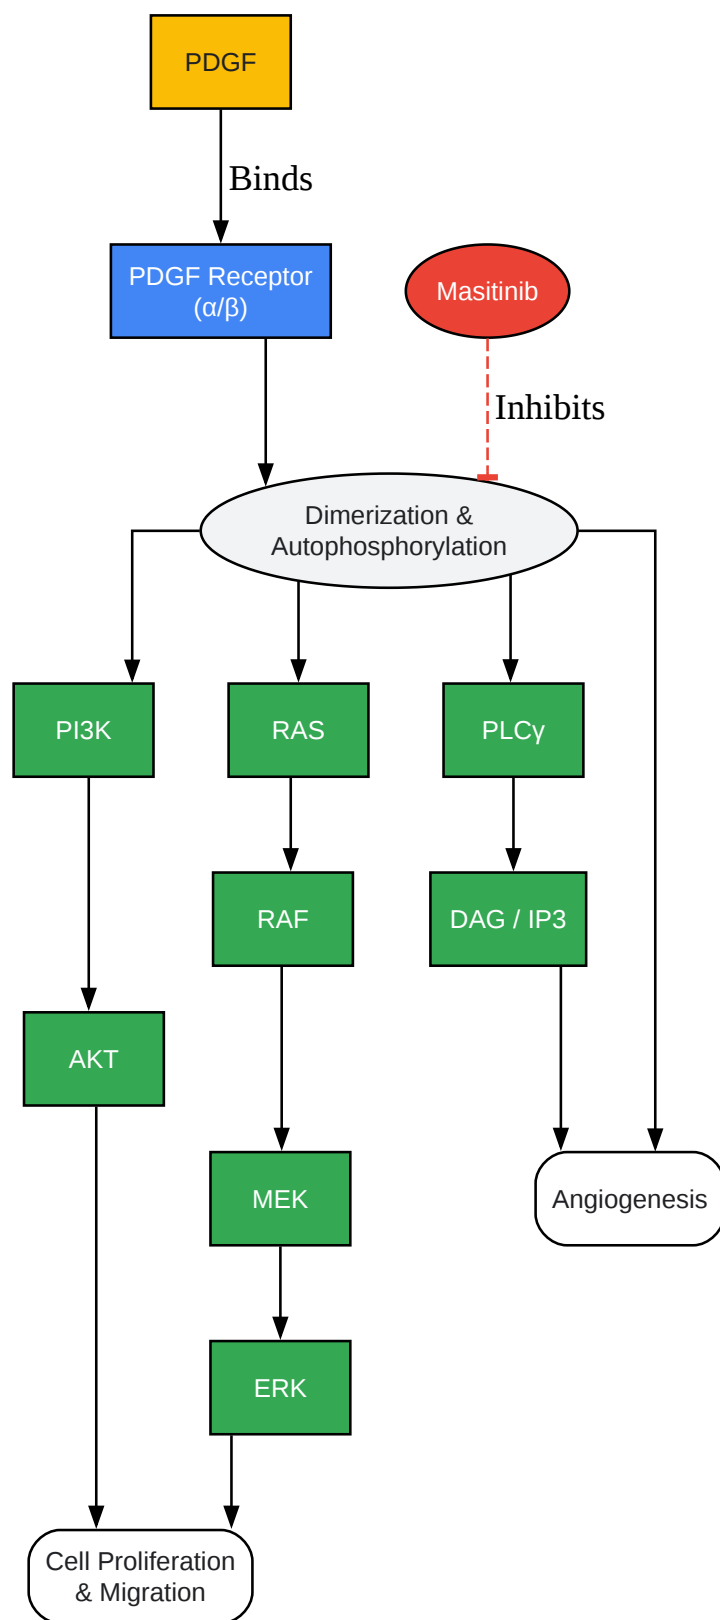 PDGF
Binds
PDGF Receptor
(α/β)
Masitinib
Inhibits
Dimerization &
Autophosphorylation
PI3K
RAS
PLCγ
RAF
DAG / IP3
AKT
MEK
Angiogenesis
ERK
Cell Proliferation
& Migration